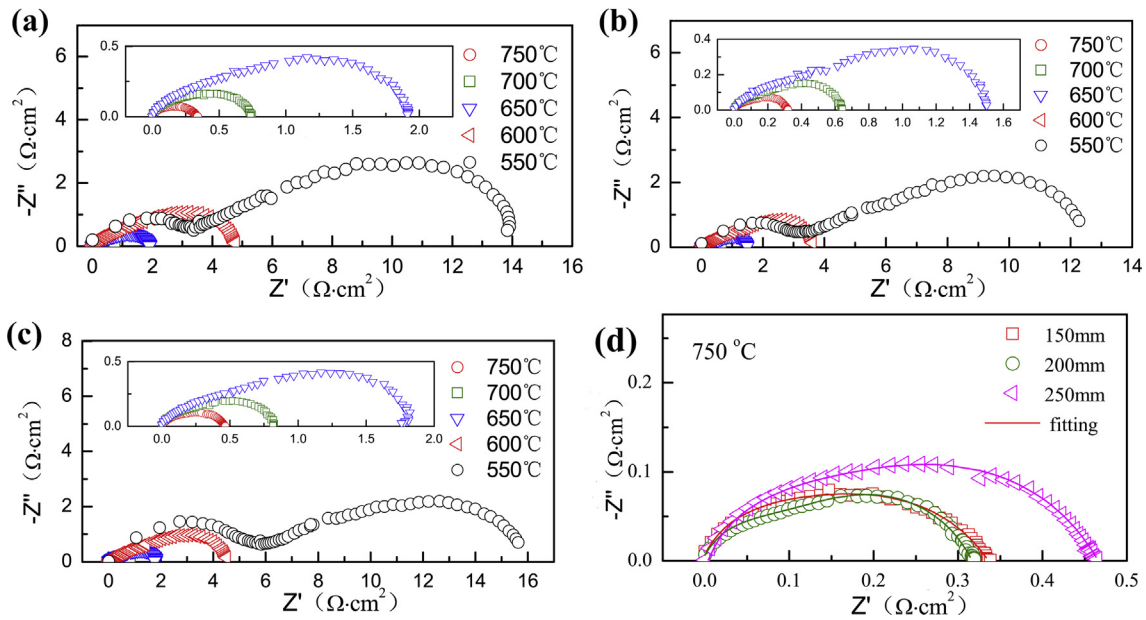 (a)
6
4
2
0
-Z″ (Ω·cm²)
0.5
0.0
0.0 0.5 1.0 1.5 2.0
750℃
700℃
650℃
600℃
550℃
0 2 4 6 8 10 12 14 16
Z' (Ω·cm²)
(b)
6
4
2
0
-Z″ (Ω·cm²)
0.4
0.2
0.0
0.0 0.2 0.4 0.6 0.8 1.0 1.2 1.4 1.6
750℃
700℃
650℃
600℃
550℃
0 2 4 6 8 10 12 14
Z' (Ω·cm²)
(c)
8
6
4
2
0
-Z″ (Ω·cm²)
0.5
0.0
0.0 0.5 1.0 1.5 2.0
750℃
700℃
650℃
600℃
550℃
0 2 4 6 8 10 12 14 16
Z' (Ω·cm²)
(d)
750 °C
0.2
0.1
0.0
-Z″ (Ω·cm²)
150mm
200mm
250mm
fitting
0.0 0.1 0.2 0.3 0.4 0.5
Z' (Ω·cm²)